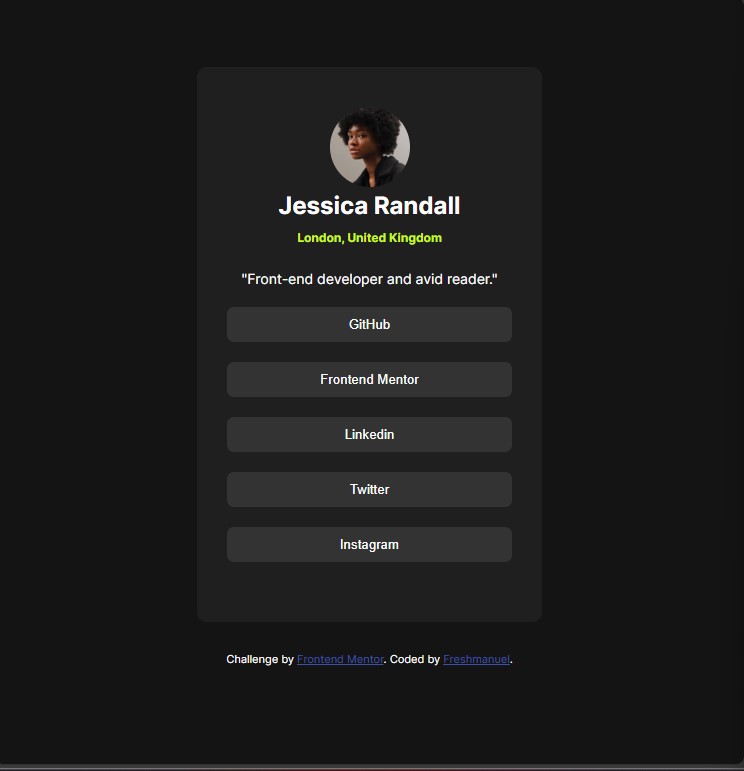 Jessica Randall
London, United Kingdom
"Front-end developer and avid reader."
GitHub
Frontend Mentor
Linkedin
Twitter
Instagram
Challenge by Frontend Mentor. Coded by Freshmanuel.